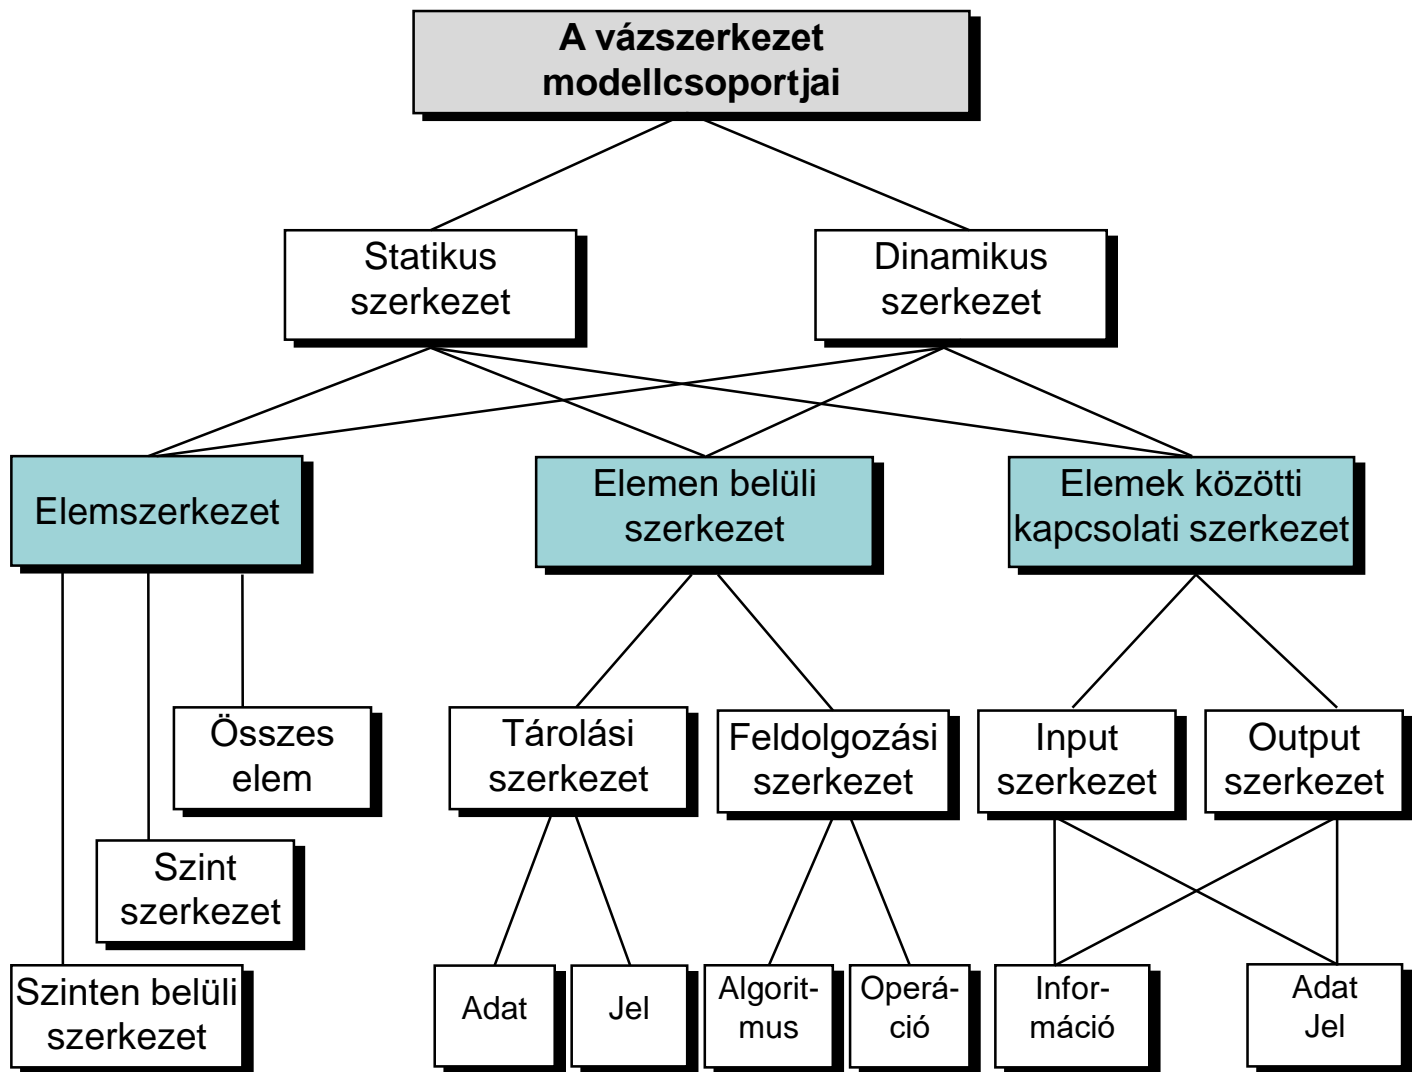 A vázszerkezet
modellcsoportjai
Statikus
szerkezet
Dinamikus
szerkezet
Elemszerkezet
Elemen belüli
szerkezet
Elemek közötti
kapcsolati szerkezet
Összes
elem
Tárolási
szerkezet
Feldolgozási
szerkezet
Input
szerkezet
Output
szerkezet
Szint
szerkezet
Szinten belüli
szerkezet
Adat
Jel
Algorit-
mus
Operá-
ció
Infor-
máció
Adat
Jel